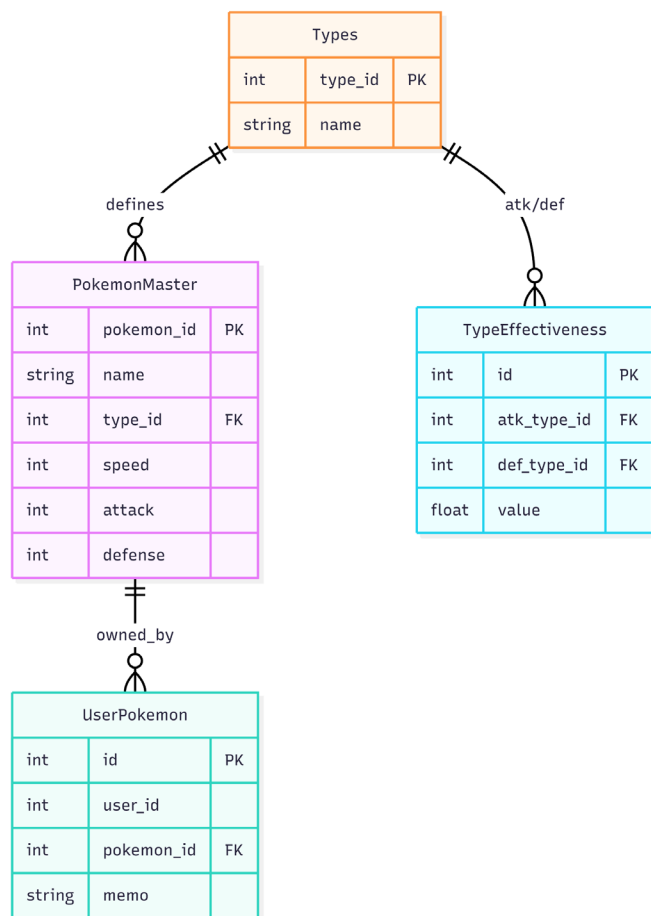 Types
int type_id PK
string name
defines
atk/def
PokemonMaster
int pokemon_id PK
string name
int type_id FK
int speed
int attack
int defense
TypeEffectiveness
int id PK
int atk_type_id FK
int def_type_id FK
float value
owned_by
UserPokemon
int id PK
int user_id
int pokemon_id FK
string memo